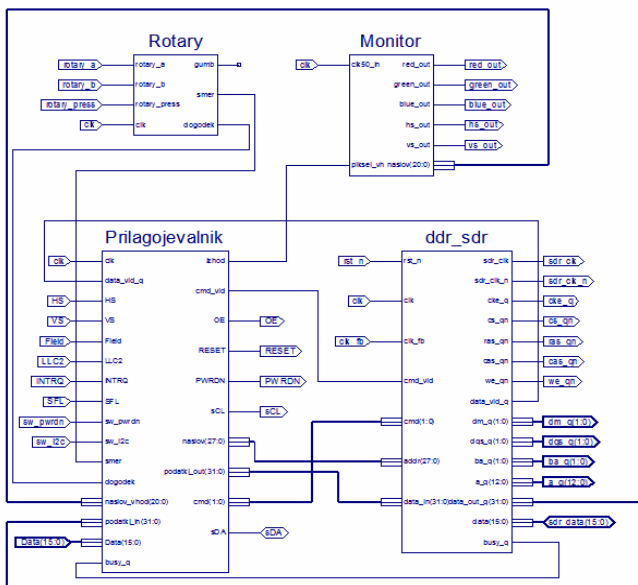 Rotary
rotary_a
rotary_a
gumb
rotary_b
rotary_b
smer
rotary_press
rotary_press
clk
clk
dogodek
Monitor
clk
clk50_in
red_out
red_out
green_out
green_out
blue_out
blue_out
hs_out
hs_out
vs_out
vs_out
piksel_vh
naslov(20:0)
Prilagojevalnik
clk
clk
izhod
data_vid_q
cmd_vld
HS
HS
OE
OE
VS
VS
Field
Field
RESET
RESET
LLC2
LLC2
INTRQ
INTRQ
PWRDN
PWRDN
SFL
SFL
sCL
sCL
sw_pwrdn
sw_pwrdn
sw_i2c
sw_i2c
naslov(27:0)
smer
podatki_out(31:0)
dogodek
naslov_vhod(20:0)
cmd(1:0)
podatki_in(31:0)
sDA
sDA
Data(15:0)
Data(15:0)
busy_q
ddr_sdr
rst_n
rst_n
sdr_clk
sdr_clk
sdr_clk_n
sdr_clk_n
clk
clk
cke_q
cke_q
cs_qn
cs_qn
clk_fb
clk_fb
ras_qn
ras_qn
cas_qn
cas_qn
cmd_vld
we_qn
we_qn
data_vid_q
cmd(1:0)
dm_q(1:0)
dm_q(1:0)
dqs_q(1:0)
dqs_q(1:0)
addr(27:0)
ba_q(1:0)
ba_q(1:0)
a_q(12:0)
a_q(12:0)
data_in(31:0)
data_out_q(31:0)
data(15:0)
sdr_data(15:0)
busy_q